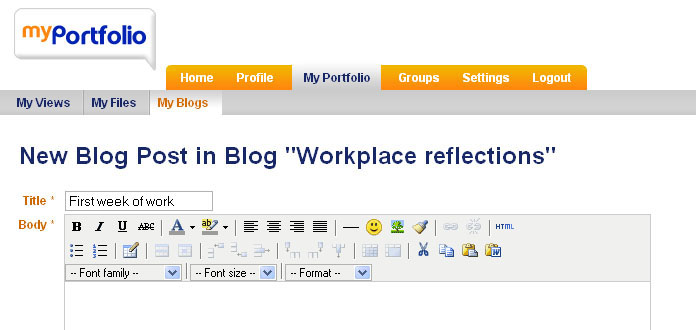 myPortfolio
Home Profile My Portfolio Groups Settings Logout
My Views My Files My Blogs
New Blog Post in Blog "Workplace reflections"
Title * First week of work
Body * B I U ABC A ab HTML
-- Font family -- -- Font size -- -- Format --